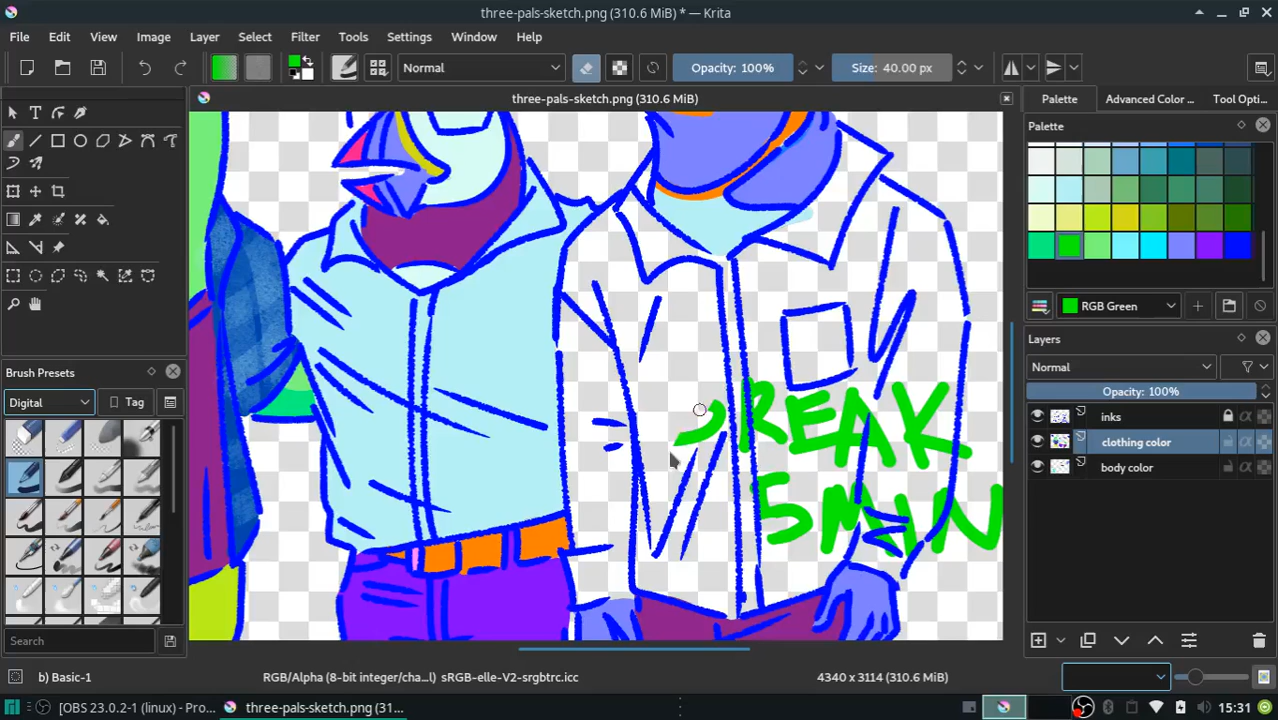 three-pals-sketch.png (310.6 MiB) * — Krita
File Edit View Image Layer Select Filter Tools Settings Window Help
Normal Opacity: 100% Size: 40.00 px
three-pals-sketch.png (310.6 MiB)
Palette Advanced Color ... Tool Opti...
Palette
RGB Green
Layers
Normal
Opacity: 100%
inks
clothing color
body color
Brush Presets
Digital Tag
Search
REAK
5 MIN
b) Basic-1 RGB/Alpha (8-bit integer/cha...l) sRGB-elle-V2-srgbtrc.icc 4340 x 3114 (310.6 MiB)
[OBS 23.0.2-1 (linux) - Pro... three-pals-sketch.png (31... 15:31